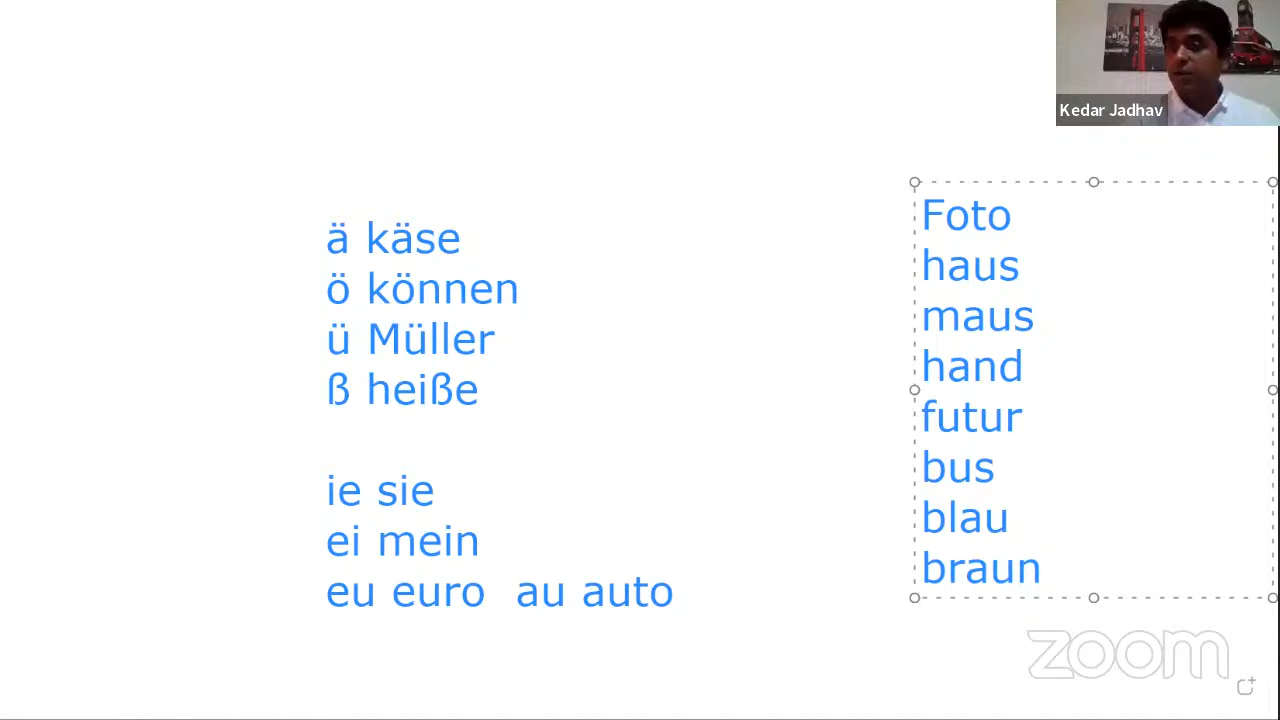 Kedar Jadhav
ä käse
ö können
ü Müller
ß heiße
ie sie
ei mein
eu euro  au auto
Foto
haus
maus
hand
futur
bus
blau
braun
zoom